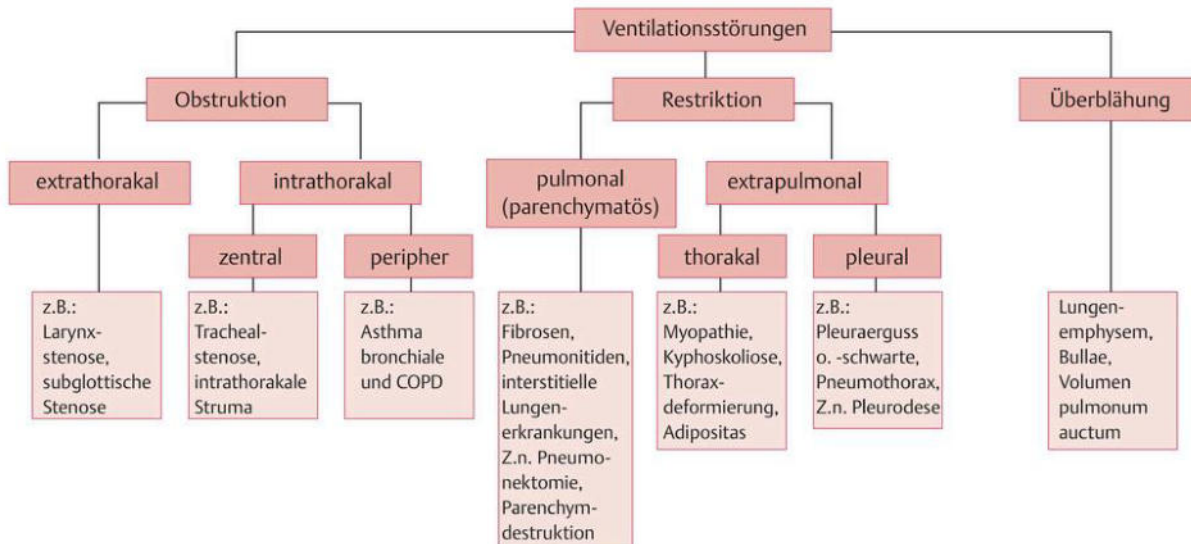 Ventilationsstörungen
Obstruktion
Restriktion
Überblähung
extrathorakal
intrathorakal
pulmonal
(parenchymatös)
extrapulmonal
zentral
peripher
thorakal
pleural
z.B.:
Larynx-
stenose,
subglottische
Stenose
z.B.:
Tracheal-
stenose,
intrathorakale
Struma
z.B.:
Asthma
bronchiale
und COPD
z.B.:
Fibrosen,
Pneumonitiden,
interstitielle
Lungen-
erkrankungen,
Z.n. Pneumo-
nektomie,
Parenchym-
destruktion
z.B.:
Myopathie,
Kyphoskoliose,
Thorax-
deformierung,
Adipositas
z.B.:
Pleuraerguss
o. -schwarte,
Pneumothorax,
Z.n. Pleurodese
Lungen-
emphysem,
Bullae,
Volumen
pulmonum
auctum